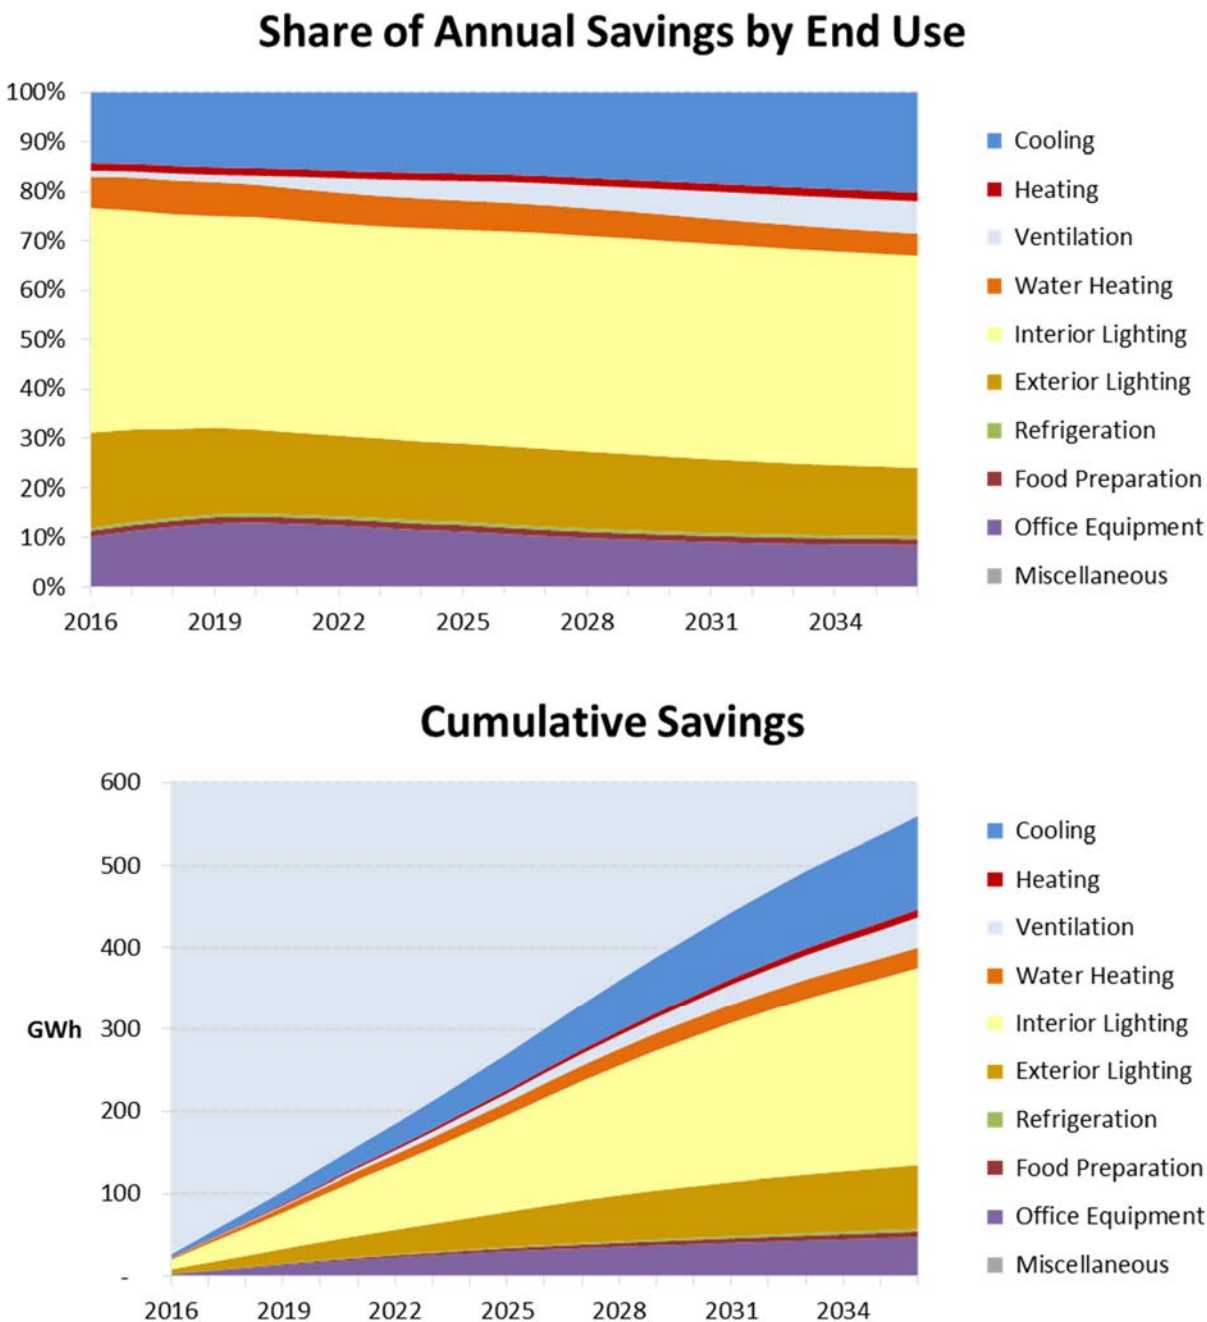 Share of Annual Savings by End Use
100%
90%
80%
70%
60%
50%
40%
30%
20%
10%
0%
2016 2019 2022 2025 2028 2031 2034
Cooling
Heating
Ventilation
Water Heating
Interior Lighting
Exterior Lighting
Refrigeration
Food Preparation
Office Equipment
Miscellaneous
Cumulative Savings
600
500
400
GWh 300
200
100
-
2016 2019 2022 2025 2028 2031 2034
Cooling
Heating
Ventilation
Water Heating
Interior Lighting
Exterior Lighting
Refrigeration
Food Preparation
Office Equipment
Miscellaneous